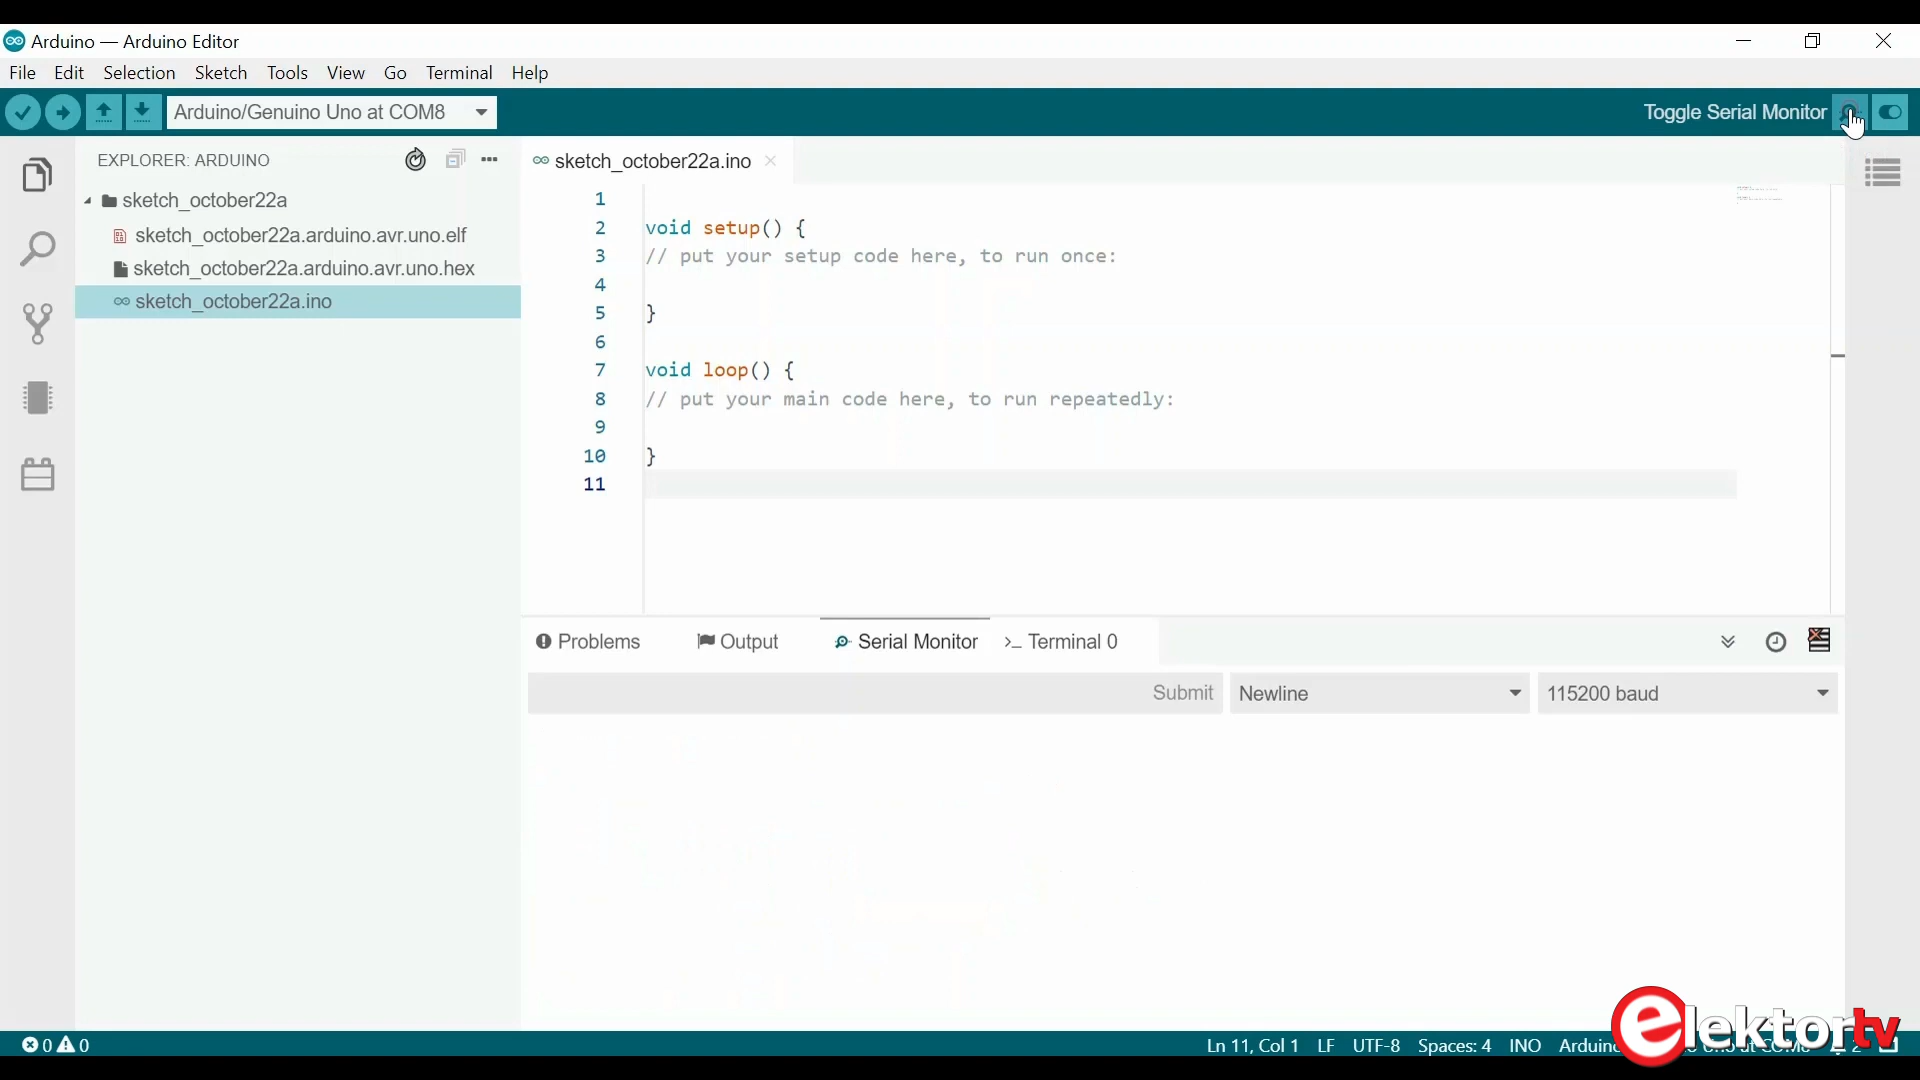 Arduino — Arduino Editor
File Edit Selection Sketch Tools View Go Terminal Help
Arduino/Genuino Uno at COM8
Toggle Serial Monitor
EXPLORER: ARDUINO
sketch_october22a
sketch_october22a.arduino.avr.uno.elf
sketch_october22a.arduino.avr.uno.hex
sketch_october22a.ino
sketch_october22a.ino
1
2 void setup() {
3 // put your setup code here, to run once:
4
5 }
6
7 void loop() {
8 // put your main code here, to run repeatedly:
9
10 }
11
Problems Output Serial Monitor >_ Terminal 0
Submit Newline 115200 baud
0 0
Ln 11, Col 1 LF UTF-8 Spaces: 4 INO
elektortv